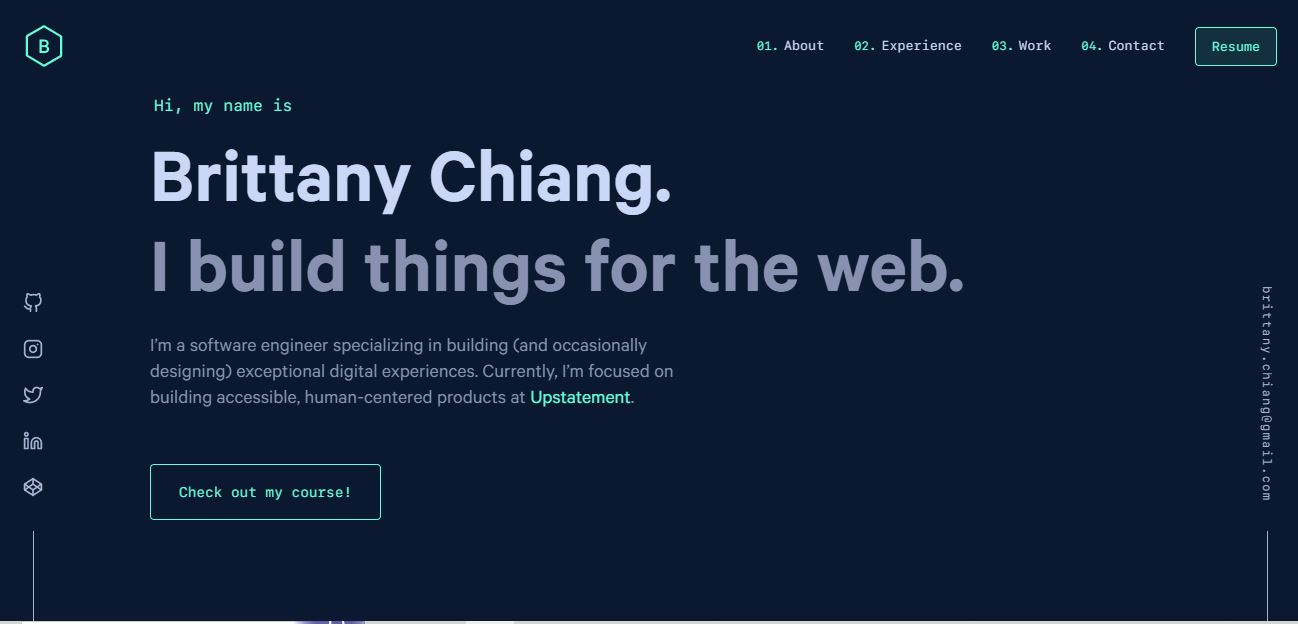 B
01. About 02. Experience 03. Work 04. Contact Resume
Hi, my name is
Brittany Chiang.
I build things for the web.
I'm a software engineer specializing in building (and occasionally
designing) exceptional digital experiences. Currently, I'm focused on
building accessible, human-centered products at Upstatement.
Check out my course!
brittany.chiang@gmail.com